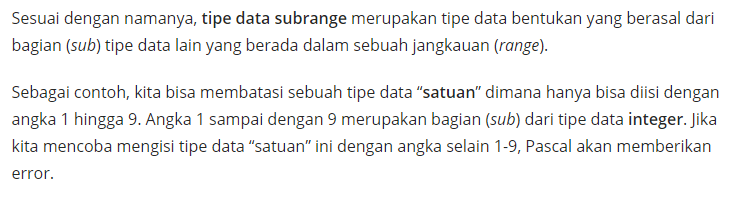 Sesuai dengan namanya, tipe data subrange merupakan tipe data bentukan yang berasal dari
bagian (sub) tipe data lain yang berada dalam sebuah jangkauan (range).
Sebagai contoh, kita bisa membatasi sebuah tipe data “satuan” dimana hanya bisa diisi dengan
angka 1 hingga 9. Angka 1 sampai dengan 9 merupakan bagian (sub) dari tipe data integer. Jika
kita mencoba mengisi tipe data “satuan” ini dengan angka selain 1-9, Pascal akan memberikan
error.